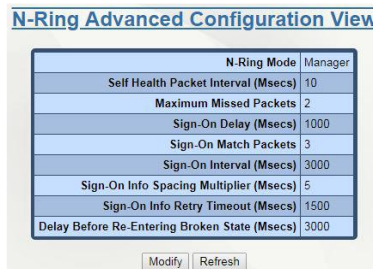 N-Ring Advanced Configuration View
N-Ring Mode Manager
Self Health Packet Interval (Msecs) 10
Maximum Missed Packets 2
Sign-On Delay (Msecs) 1000
Sign-On Match Packets 3
Sign-On Interval (Msecs) 3000
Sign-On Info Spacing Multiplier (Msecs) 5
Sign-On Info Retry Timeout (Msecs) 1500
Delay Before Re-Entering Broken State (Msecs) 3000
Modify Refresh